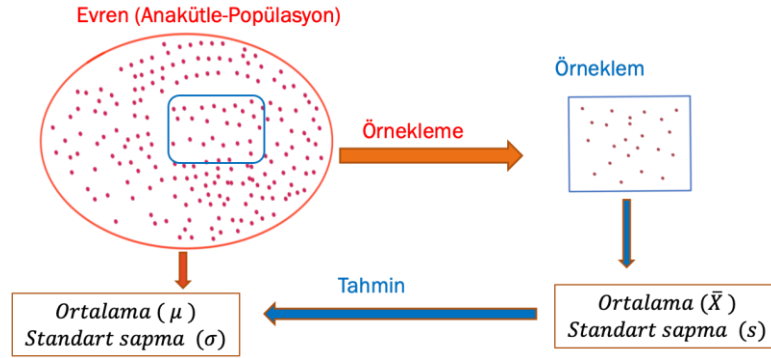 Evren (Anakütle-Popülasyon)
Örneklem
Örnekleme
Ortalama ( μ )
Standart sapma (σ)
Tahmin
Ortalama (X̄)
Standart sapma (s)